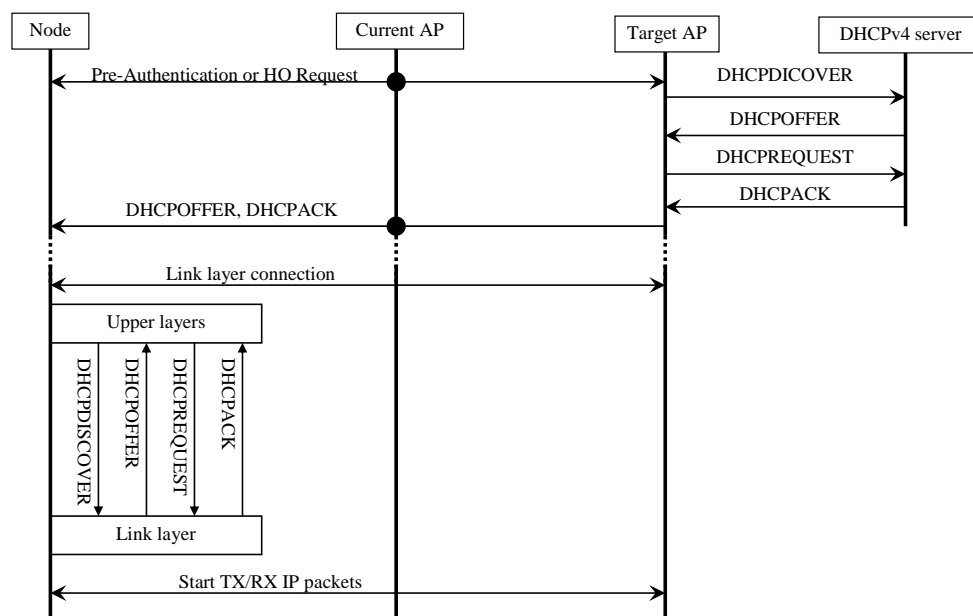 Node
Current AP
Target AP
DHCPv4 server
Pre-Authentication or HO Request
DHCPDICOVER
DHCPOFFER
DHCPREQUEST
DHCPACK
DHCPOFFER, DHCPACK
Link layer connection
Upper layers
DHCPDISCOVER
DHCPOFFER
DHCPREQUEST
DHCPACK
Link layer
Start TX/RX IP packets